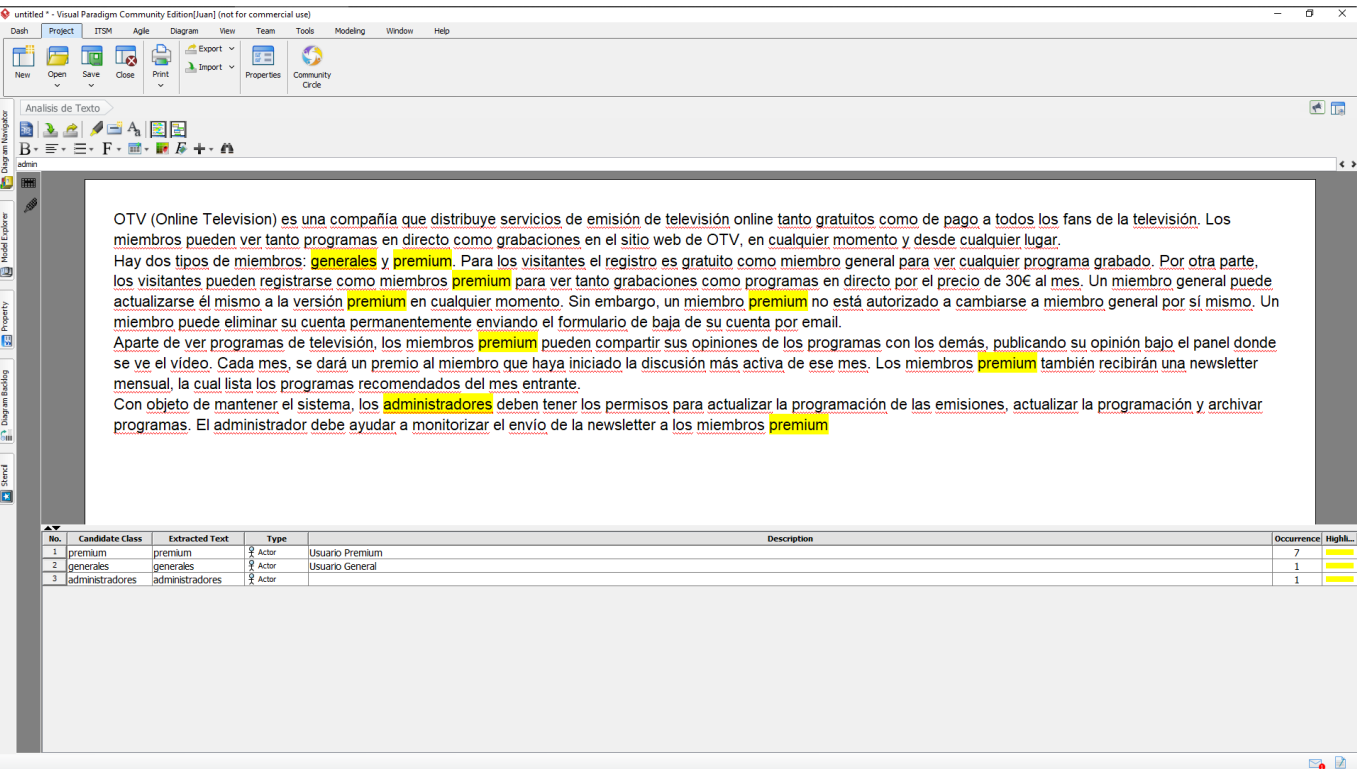 untitled * - Visual Paradigm Community Edition[Juan] (not for commercial use)
Dash Project ITSM Agile Diagram View Team Tools Modeling Window Help
New Open Save Close Print Export Import Properties Community Circle
Analisis de Texto
admin
Diagram Navigator
Model Explorer
Property
Diagram Backlog
Stencil
OTV (Online Television) es una compañía que distribuye servicios de emisión de televisión online tanto gratuitos como de pago a todos los fans de la televisión. Los
miembros pueden ver tanto programas en directo como grabaciones en el sitio web de OTV, en cualquier momento y desde cualquier lugar.
Hay dos tipos de miembros: generales y premium. Para los visitantes el registro es gratuito como miembro general para ver cualquier programa grabado. Por otra parte,
los visitantes pueden registrarse como miembros premium para ver tanto grabaciones como programas en directo por el precio de 30€ al mes. Un miembro general puede
actualizarse él mismo a la versión premium en cualquier momento. Sin embargo, un miembro premium no está autorizado a cambiarse a miembro general por sí mismo. Un
miembro puede eliminar su cuenta permanentemente enviando el formulario de baja de su cuenta por email.
Aparte de ver programas de televisión, los miembros premium pueden compartir sus opiniones de los programas con los demás, publicando su opinión bajo el panel donde
se ve el vídeo. Cada mes, se dará un premio al miembro que haya iniciado la discusión más activa de ese mes. Los miembros premium también recibirán una newsletter
mensual, la cual lista los programas recomendados del mes entrante.
Con objeto de mantener el sistema, los administradores deben tener los permisos para actualizar la programación de las emisiones, actualizar la programación y archivar
programas. El administrador debe ayudar a monitorizar el envío de la newsletter a los miembros premium
No. Candidate Class Extracted Text Type Description Occurrence Highli...
1 premium premium Actor Usuario Premium 7
2 generales generales Actor Usuario General 1
3 administradores administradores Actor 1